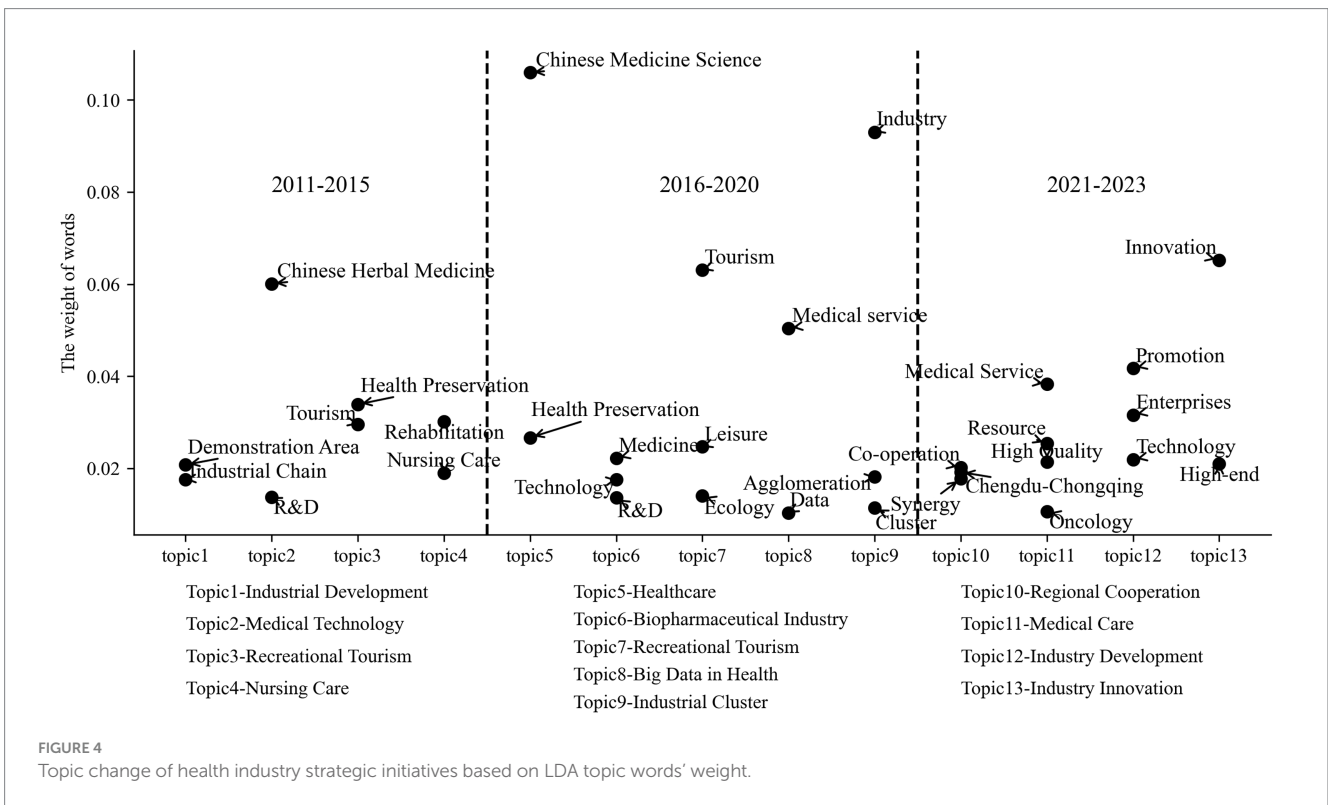 The weight of words
0.10
0.08
0.06
0.04
0.02
2011-2015
2016-2020
2021-2023
Chinese Herbal Medicine
Health Preservation
Tourism
Rehabilitation
Nursing Care
Demonstration Area
Industrial Chain
R&D
Chinese Medicine Science
Industry
Tourism
Medical service
Health Preservation
Leisure
Medicine
Technology
R&D
Ecology
Data
Agglomeration
Cluster
Innovation
Promotion
Medical Service
Enterprises
Resource
High Quality
Technology
High-end
Co-operation
Chengdu-Chongqing
Synergy
Oncology
topic1
topic2
topic3
topic4
topic5
topic6
topic7
topic8
topic9
topic10
topic11
topic12
topic13
Topic1-Industrial Development
Topic2-Medical Technology
Topic3-Recreational Tourism
Topic4-Nursing Care
Topic5-Healthcare
Topic6-Biopharmaceutical Industry
Topic7-Recreational Tourism
Topic8-Big Data in Health
Topic9-Industrial Cluster
Topic10-Regional Cooperation
Topic11-Medical Care
Topic12-Industry Development
Topic13-Industry Innovation
FIGURE 4
Topic change of health industry strategic initiatives based on LDA topic words' weight.